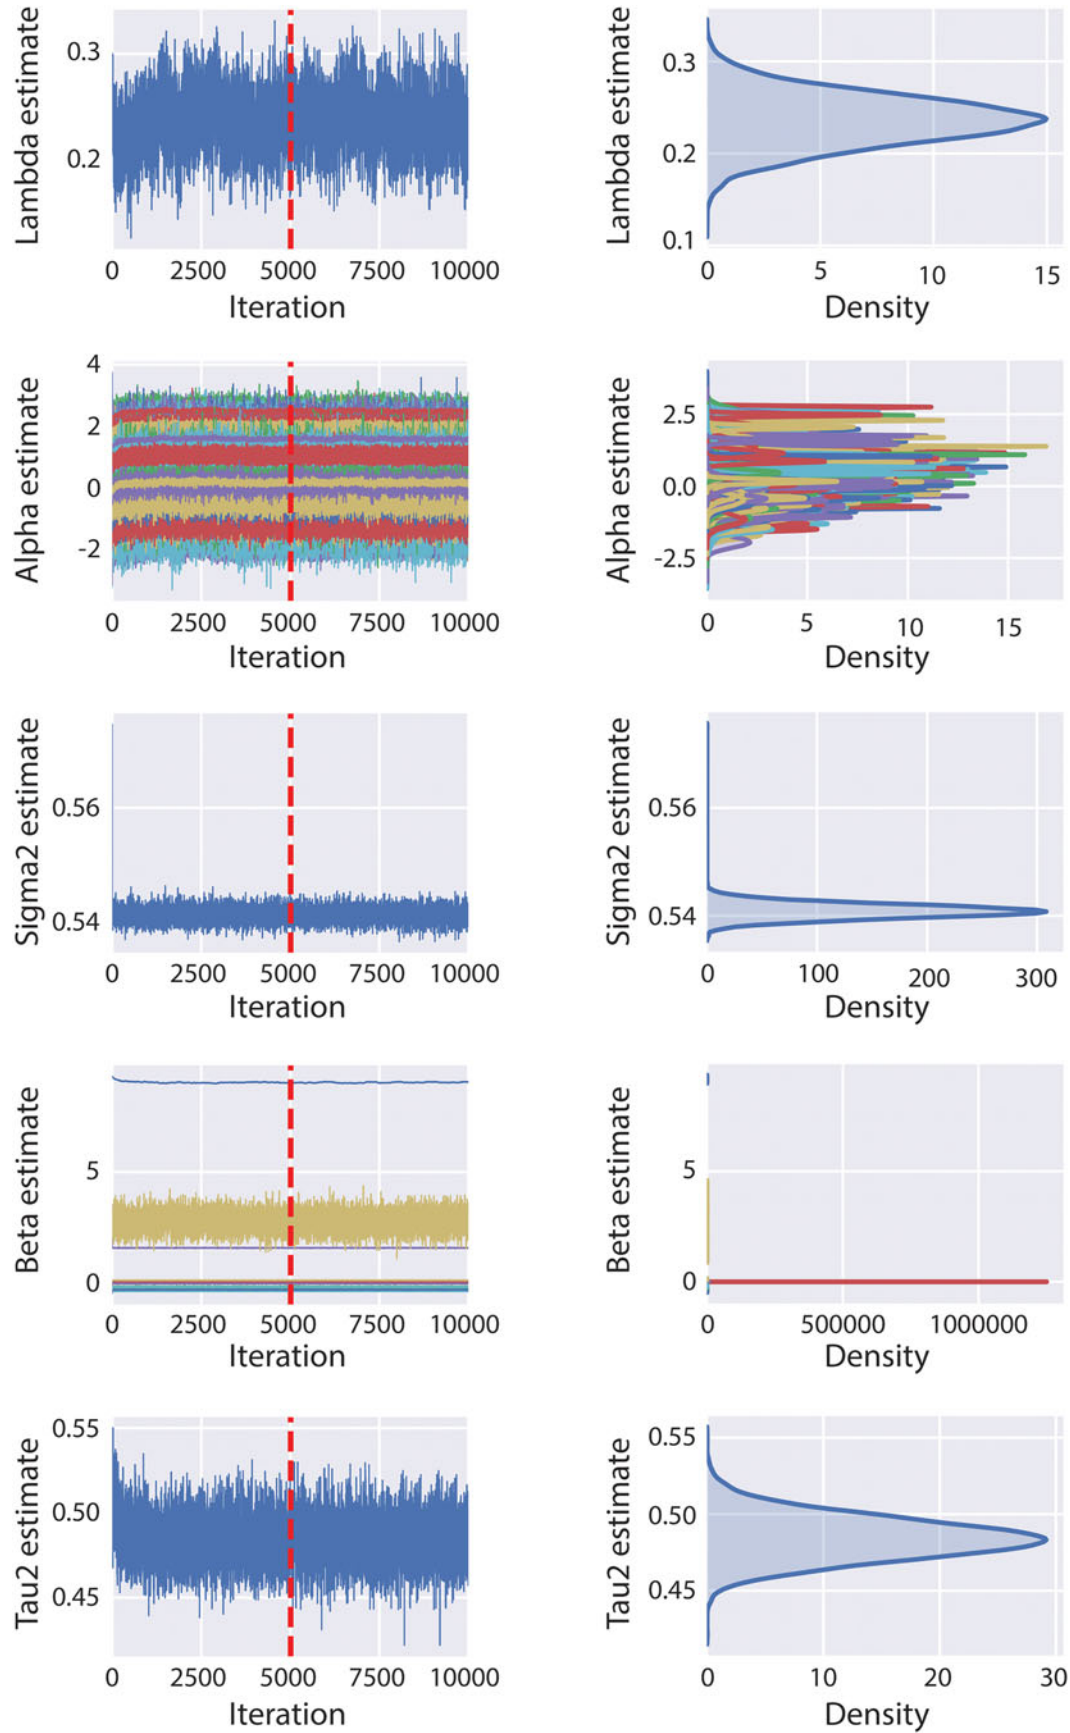 Lambda estimate
0.3
0.2
0 2500 5000 7500 10000
Iteration
Lambda estimate
0.3
0.2
0.1
0 5 10 15
Density
Alpha estimate
4
2
0
-2
0 2500 5000 7500 10000
Iteration
Alpha estimate
2.5
0.0
-2.5
0 5 10 15
Density
Sigma2 estimate
0.56
0.54
0 2500 5000 7500 10000
Iteration
Sigma2 estimate
0.56
0.54
0 100 200 300
Density
Beta estimate
5
0
0 2500 5000 7500 10000
Iteration
Beta estimate
5
0
0 500000 1000000
Density
Tau2 estimate
0.55
0.50
0.45
0 2500 5000 7500 10000
Iteration
Tau2 estimate
0.55
0.50
0.45
0 10 20 30
Density